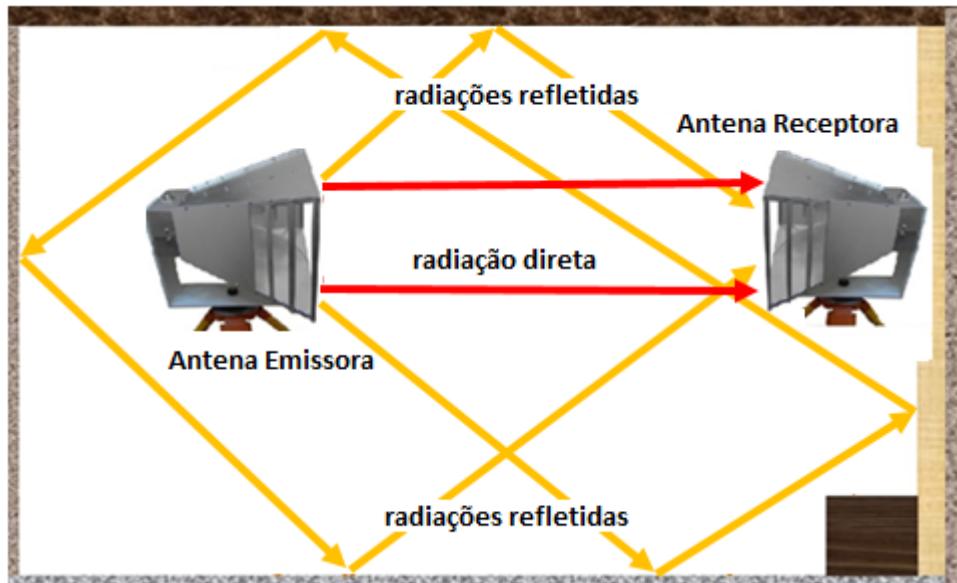 radiações refletidas
Antena Receptora
radiação direta
Antena Emissora
radiações refletidas